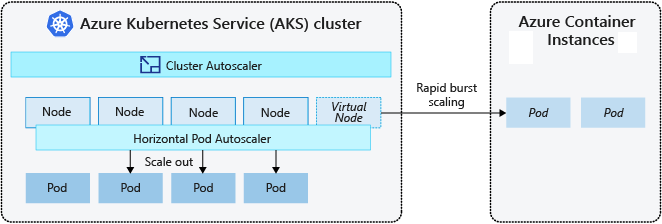 Azure Kubernetes Service (AKS) cluster
Cluster Autoscaler
Node
Node
Node
Node
Virtual
Node
Horizontal Pod Autoscaler
Scale out
Pod
Pod
Pod
Pod
Rapid burst
scaling
Azure Container
Instances
Pod
Pod